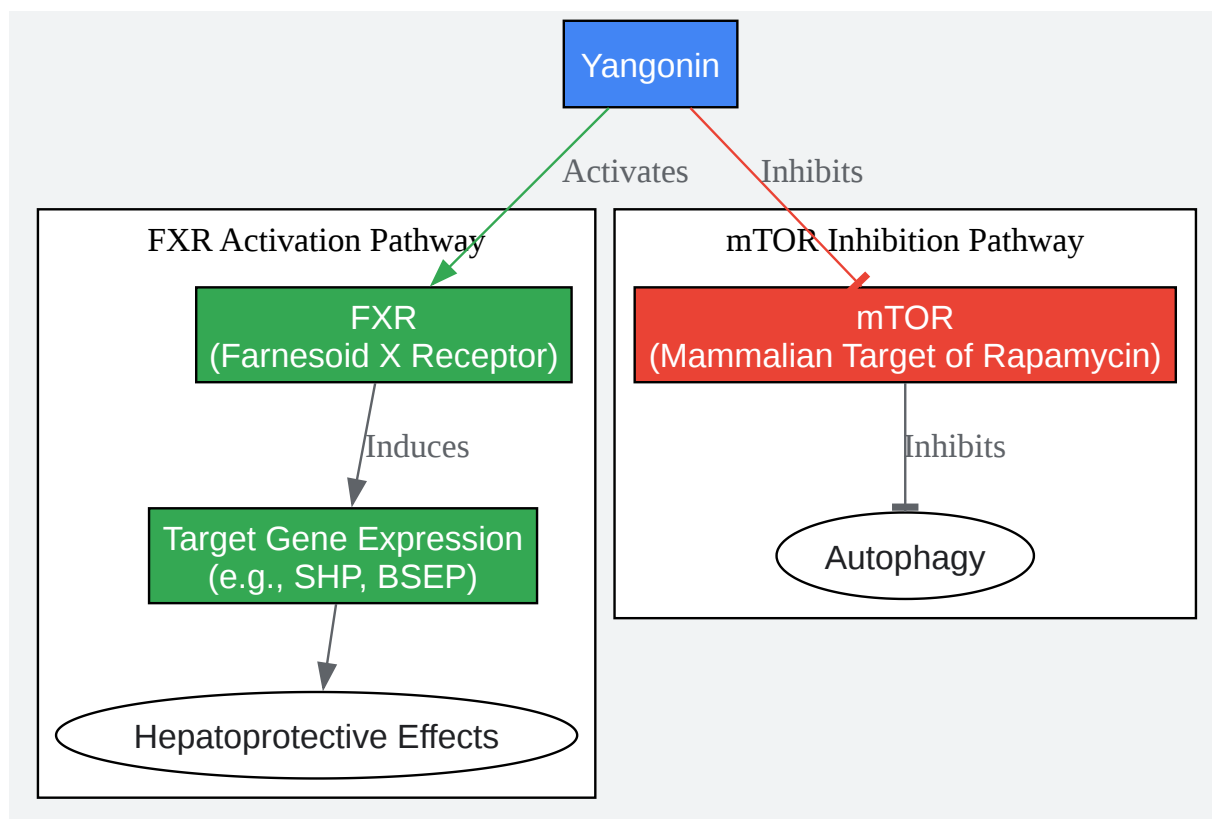 Yangonin
Activates
Inhibits
FXR Activation Pathway
FXR
(Farnesoid X Receptor)
Induces
Target Gene Expression
(e.g., SHP, BSEP)
Hepatoprotective Effects
mTOR Inhibition Pathway
mTOR
(Mammalian Target of Rapamycin)
Inhibits
Autophagy